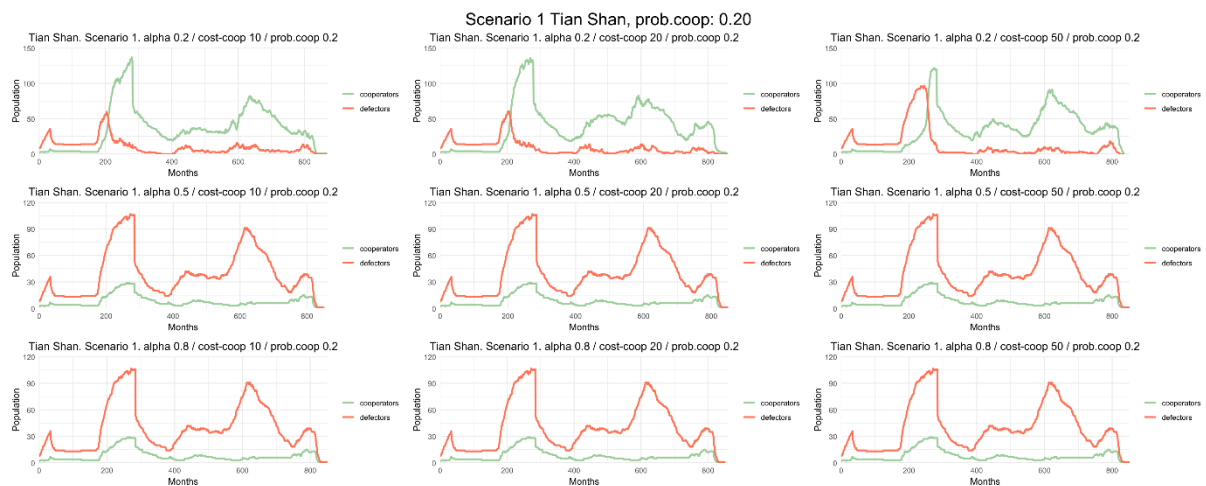 Scenario 1 Tian Shan, prob.coop: 0.20
Tian Shan. Scenario 1. alpha 0.2 / cost-coop 10 / prob.coop 0.2
150
100
50
0
Population
0 200 400 600 800
Months
cooperators
defectors
Tian Shan. Scenario 1. alpha 0.2 / cost-coop 20 / prob.coop 0.2
150
100
50
0
Population
0 200 400 600 800
Months
cooperators
defectors
Tian Shan. Scenario 1. alpha 0.2 / cost-coop 50 / prob.coop 0.2
150
100
50
0
Population
0 200 400 600 800
Months
cooperators
defectors
Tian Shan. Scenario 1. alpha 0.5 / cost-coop 10 / prob.coop 0.2
120
90
60
30
0
Population
0 200 400 600 800
Months
cooperators
defectors
Tian Shan. Scenario 1. alpha 0.5 / cost-coop 20 / prob.coop 0.2
120
90
60
30
0
Population
0 200 400 600 800
Months
cooperators
defectors
Tian Shan. Scenario 1. alpha 0.5 / cost-coop 50 / prob.coop 0.2
120
90
60
30
0
Population
0 200 400 600 800
Months
cooperators
defectors
Tian Shan. Scenario 1. alpha 0.8 / cost-coop 10 / prob.coop 0.2
120
90
60
30
0
Population
0 200 400 600 800
Months
cooperators
defectors
Tian Shan. Scenario 1. alpha 0.8 / cost-coop 20 / prob.coop 0.2
120
90
60
30
0
Population
0 200 400 600 800
Months
cooperators
defectors
Tian Shan. Scenario 1. alpha 0.8 / cost-coop 50 / prob.coop 0.2
120
90
60
30
0
Population
0 200 400 600 800
Months
cooperators
defectors